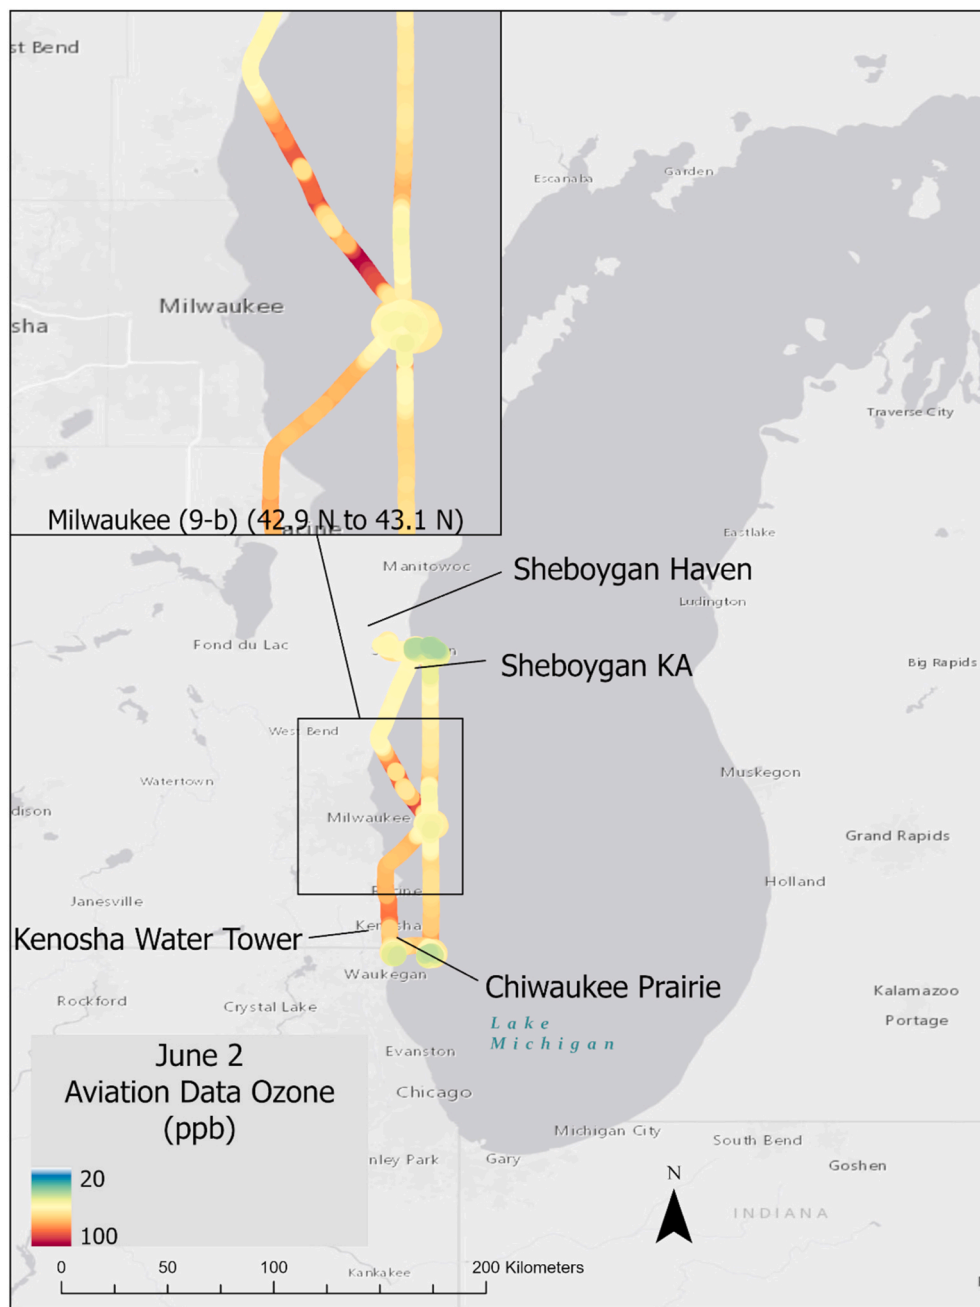 st Bend
Milwaukee
sha
Milwaukee (9-b) (42.9 N to 43.1 N)
Escanaba
Garden
Traverse City
Eastlake
Manitowoc
Sheboygan Haven
Ludington
Fond du Lac
Sheboygan KA
Big Rapids
West Bend
Watertown
Muskegon
dison
Milwaukee
Grand Rapids
Holland
Janesville
Kenosha Water Tower
Waukegan
Chiwaukee Prairie
Kalamazoo
Rockford
Crystal Lake
Portage
Lake
Michigan
Evanston
Chicago
June 2
Aviation Data Ozone
(ppb)
20
100
nley Park
Gary
Michigan City
South Bend
Goshen
N
INDIANA
0 50 100 200 Kilometers
Kankakee